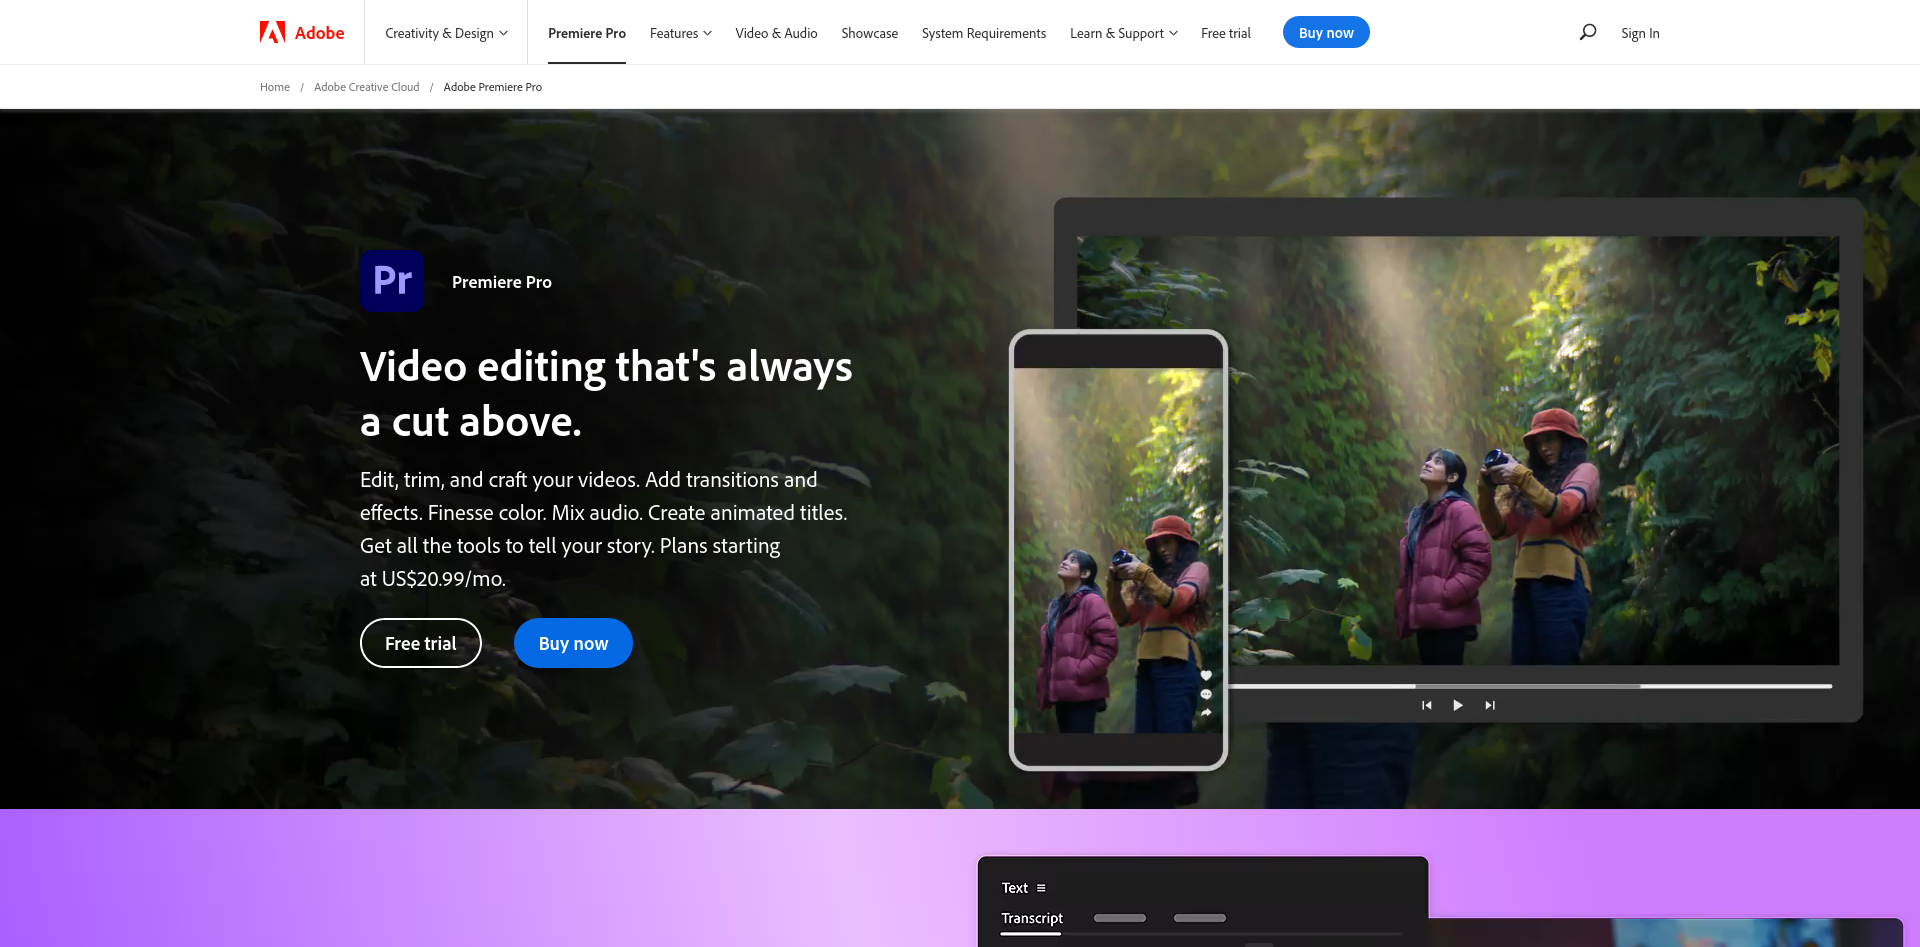 Adobe
Creativity & Design
Premiere Pro
Features
Video & Audio
Showcase
System Requirements
Learn & Support
Free trial
Buy now
Sign In
Home / Adobe Creative Cloud / Adobe Premiere Pro
Pr
Premiere Pro
Video editing that's always
a cut above.
Edit, trim, and craft your videos. Add transitions and
effects. Finesse color. Mix audio. Create animated titles.
Get all the tools to tell your story. Plans starting
at US$20.99/mo.
Free trial
Buy now
Text
Transcript